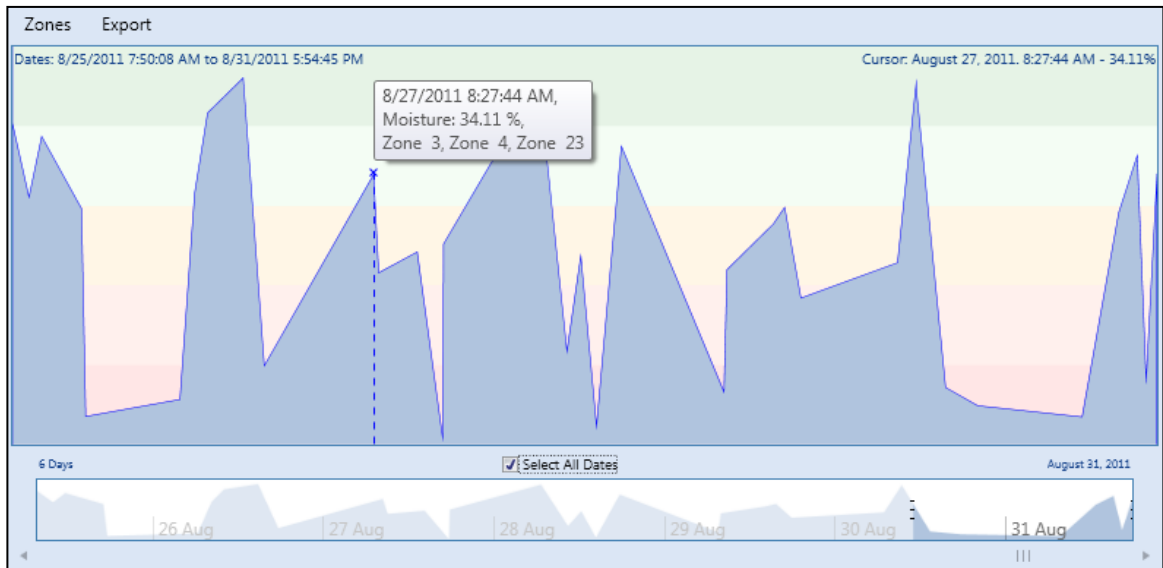 Zones Export
Dates: 8/25/2011 7:50:08 AM to 8/31/2011 5:54:45 PM Cursor: August 27, 2011. 8:27:44 AM - 34.11%
8/27/2011 8:27:44 AM,
Moisture: 34.11 %,
Zone 3, Zone 4, Zone 23
6 Days Select All Dates August 31, 2011
26 Aug 27 Aug 28 Aug 29 Aug 30 Aug 31 Aug